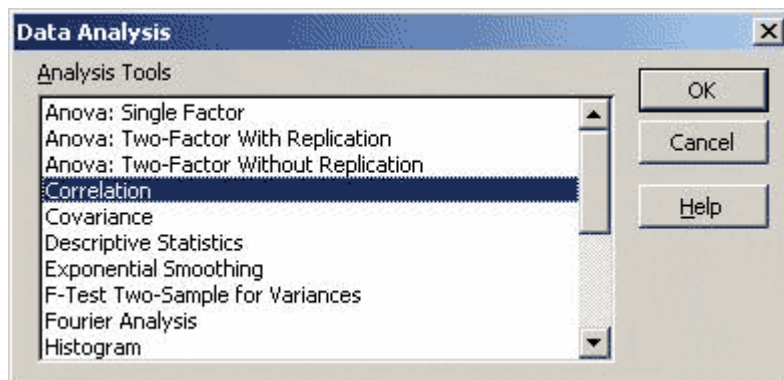 Data Analysis
Analysis Tools
Anova: Single Factor
Anova: Two-Factor With Replication
Anova: Two-Factor Without Replication
Correlation
Covariance
Descriptive Statistics
Exponential Smoothing
F-Test Two-Sample for Variances
Fourier Analysis
Histogram
OK
Cancel
Help